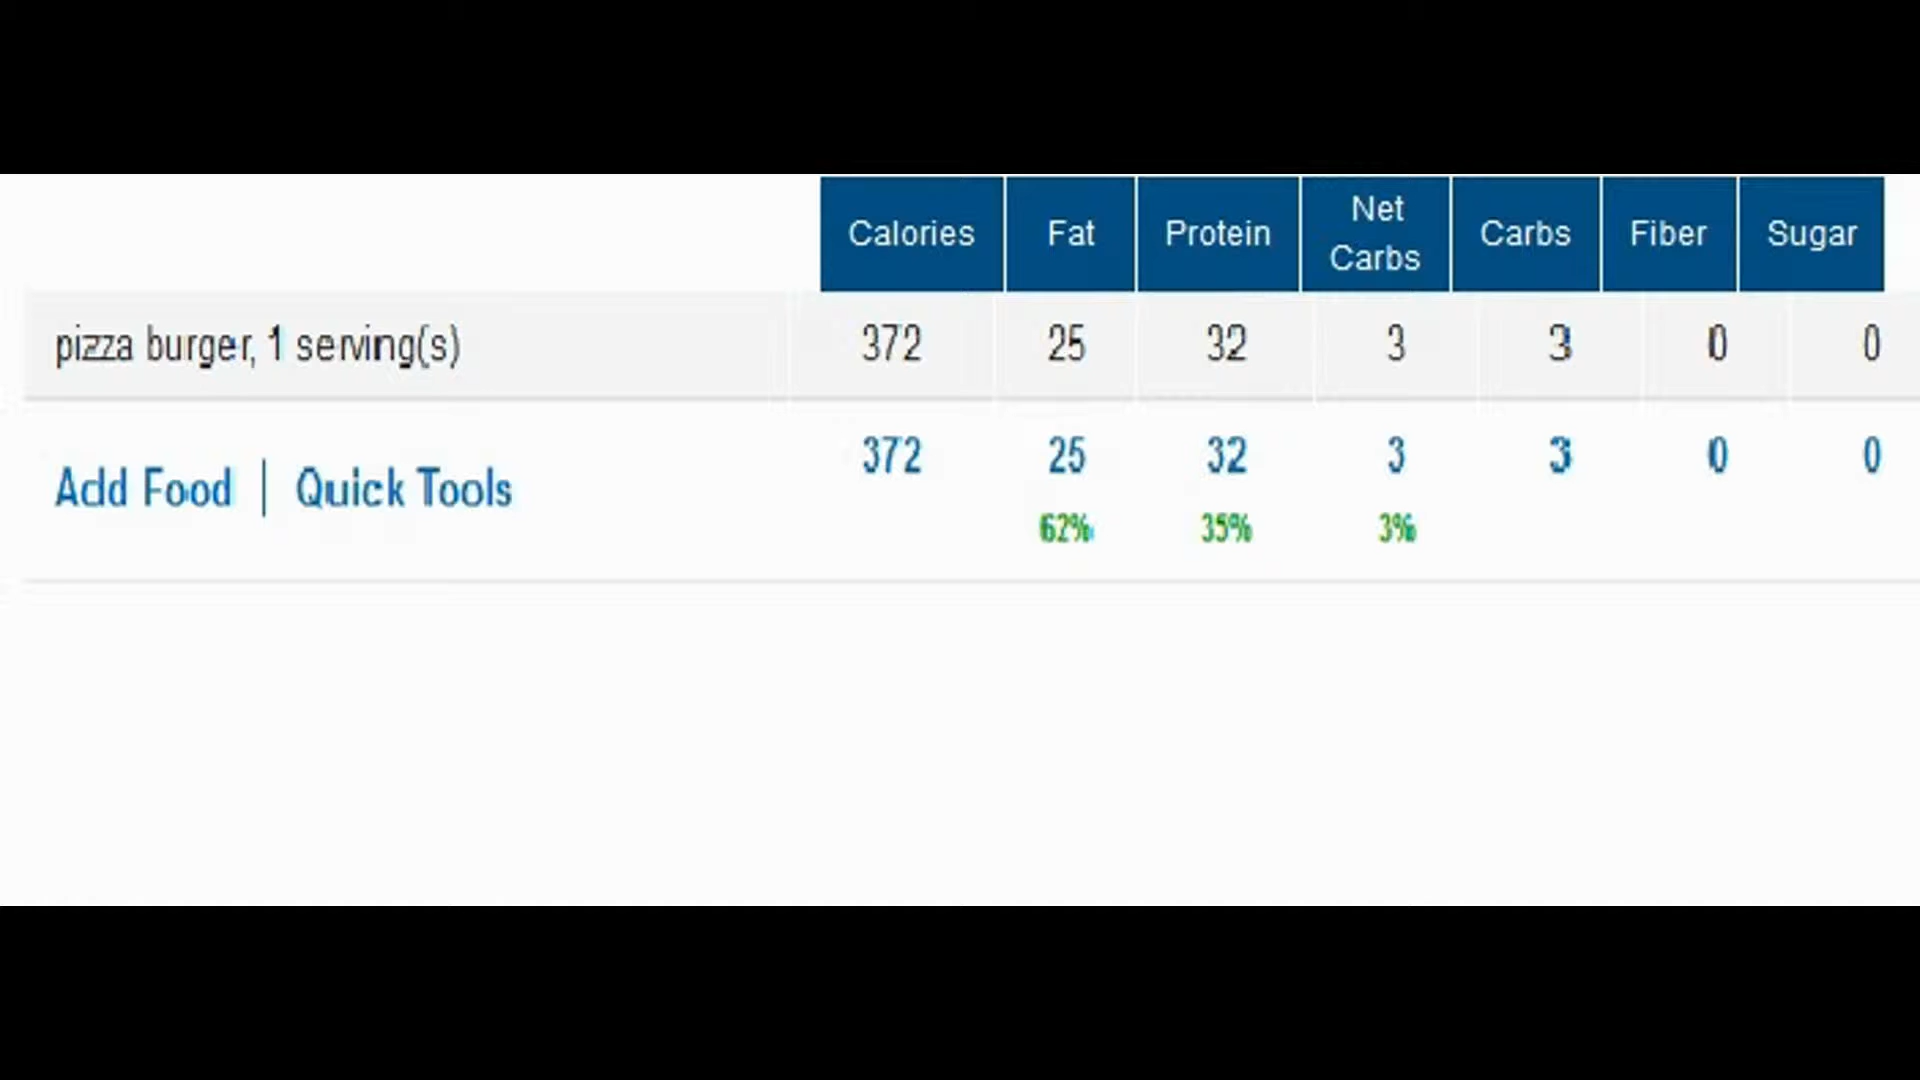 Calories Fat Protein Net Carbs Carbs Fiber Sugar
pizza burger, 1 serving(s) 372 25 32 3 3 0 0
372 25 32 3 3 0 0
Add Food | Quick Tools
62% 35% 3%